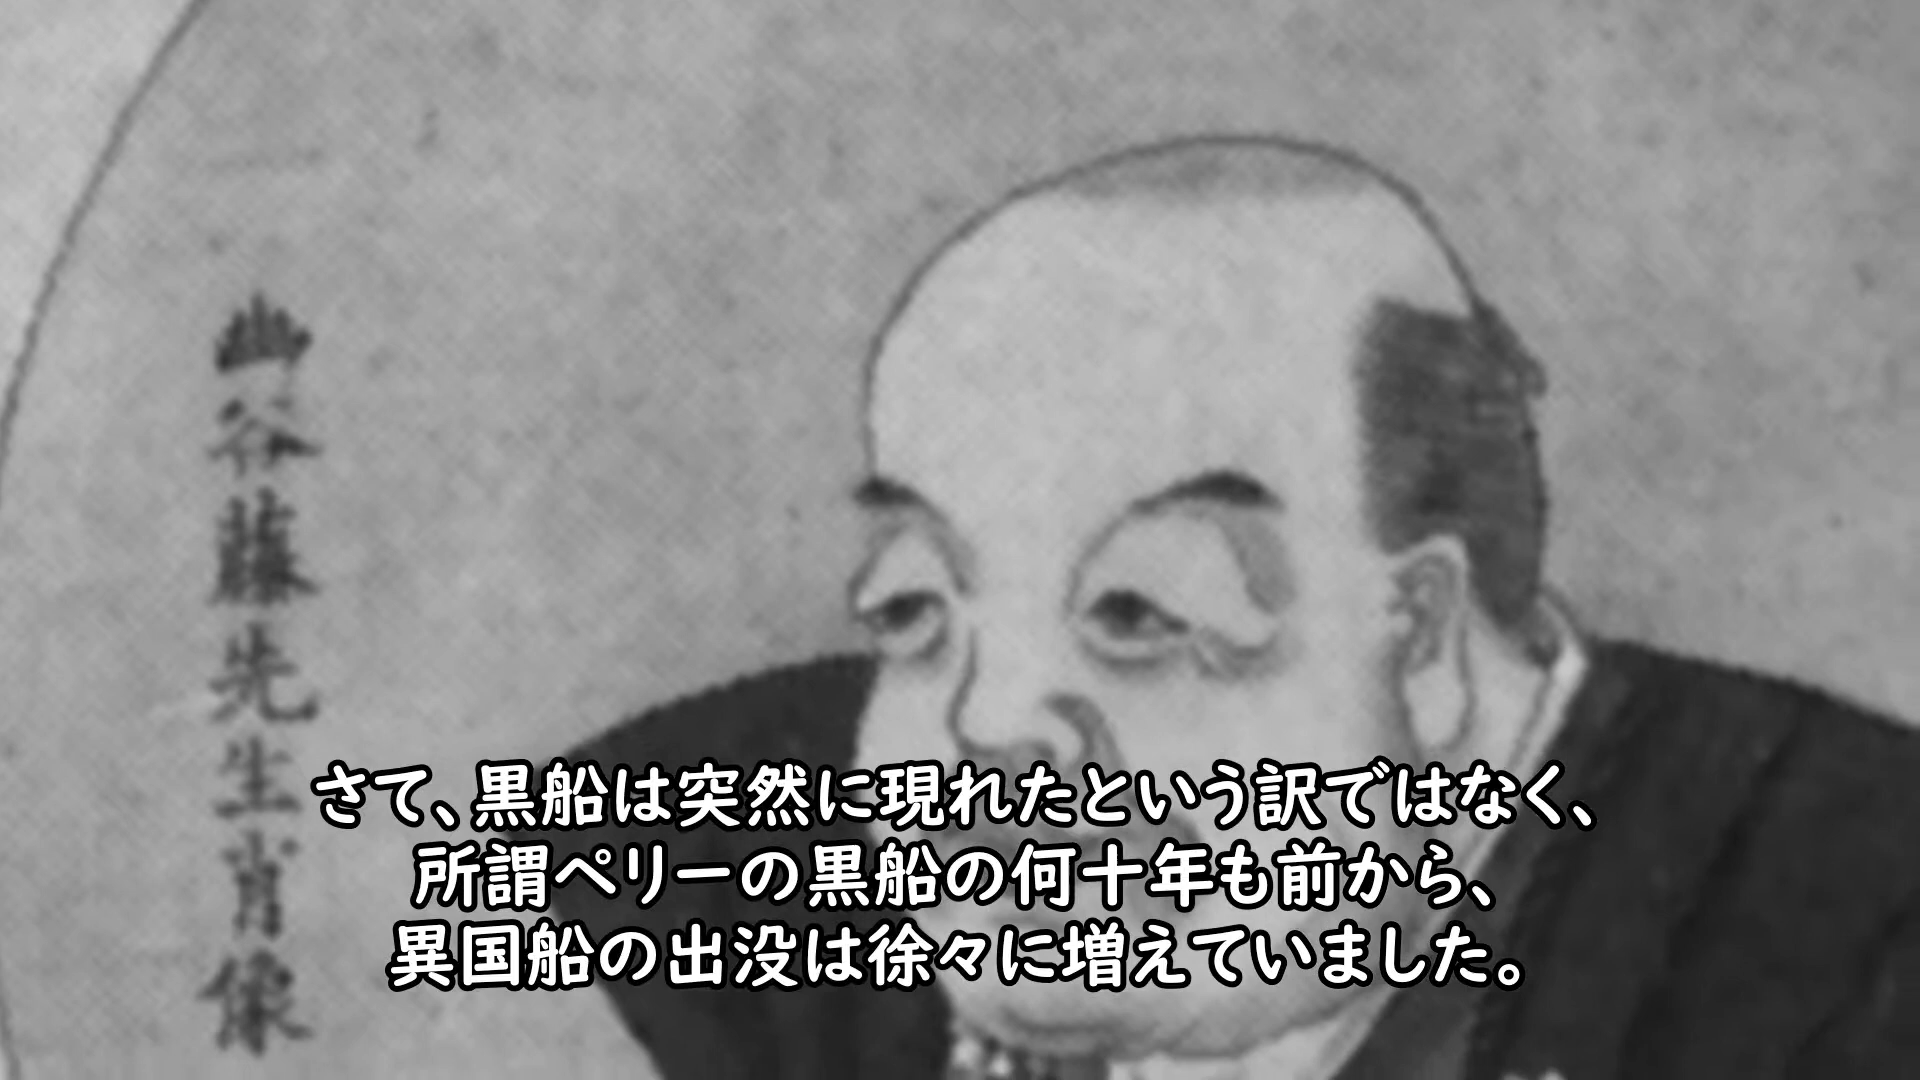 幽谷藤先生肖像
さて、黒船は突然に現れたという訳ではなく、
所謂ペリーの黒船の何十年も前から、
異国船の出没は徐々に増えていました。